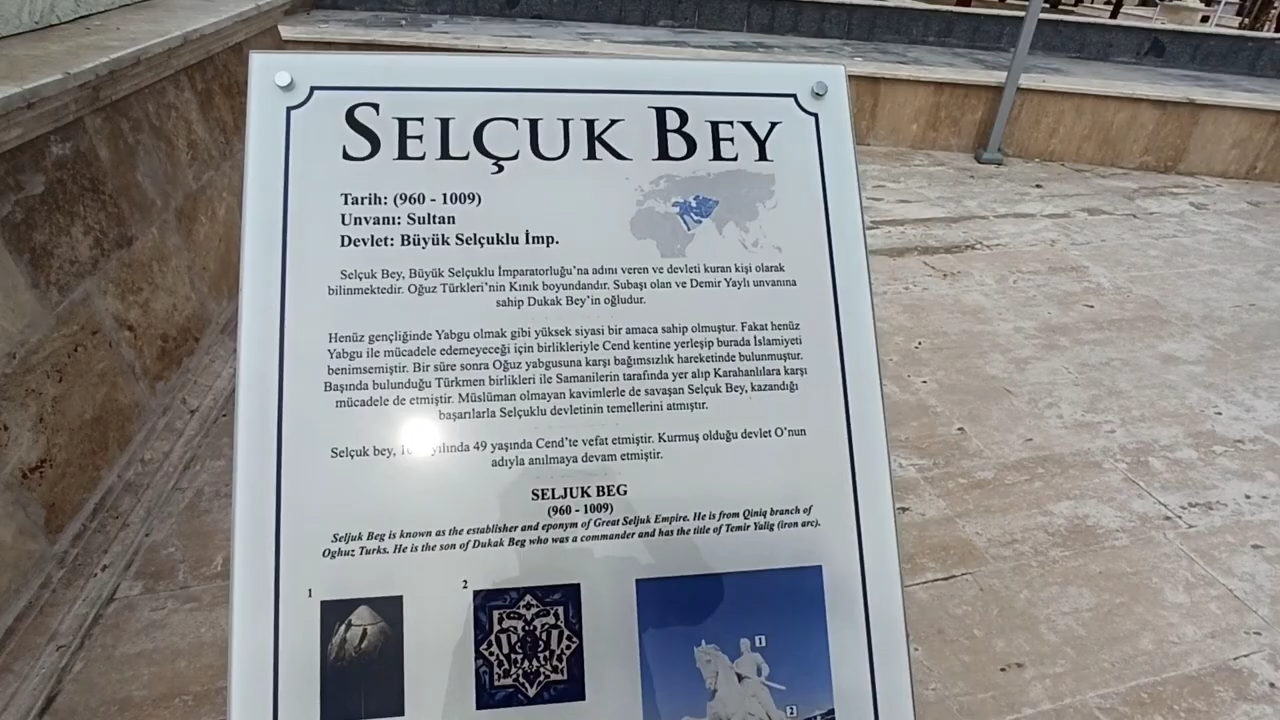 SELÇUK BEY
Tarih: (960 - 1009)
Unvanı: Sultan
Devlet: Büyük Selçuklu İmp.
Selçuk Bey, Büyük Selçuklu İmparatorluğu'na adını veren ve devleti kuran kişi olarak
bilinmektedir. Oğuz Türkleri'nin Kınık boyundandır. Subaşı olan ve Demir Yaylı unvanına
sahip Dukak Bey'in oğludur.
Henüz gençliğinde Yabgu olmak gibi yüksek siyasi bir amaca sahip olmuştur. Fakat henüz
Yabgu ile mücadele edemeyeceği için birlikleriyle Cend kentine yerleşip burada İslamiyeti
benimsemiştir. Bir süre sonra Oğuz yabgusuna karşı bağımsızlık hareketinde bulunmuştur.
Başında bulunduğu Türkmen birlikleri ile Samanilerin tarafında yer alıp Karahanlılara karşı
mücadele de etmiştir. Müslüman olmayan kavimlerle de savaşan Selçuk Bey, kazandığı
başarılarla Selçuklu devletinin temellerini atmıştır.
Selçuk bey, yılında 49 yaşında Cend'te vefat etmiştir. Kurmuş olduğu devlet O'nun
adıyla anılmaya devam etmiştir.
SELJUK BEG
(960 - 1009)
Seljuk Beg is known as the establisher and eponym of Great Seljuk Empire. He is from Qiniq branch of
Oghuz Turks. He is the son of Dukak Beg who was a commander and has the title of Temir Yalig (iron arc).
1
2
1
2